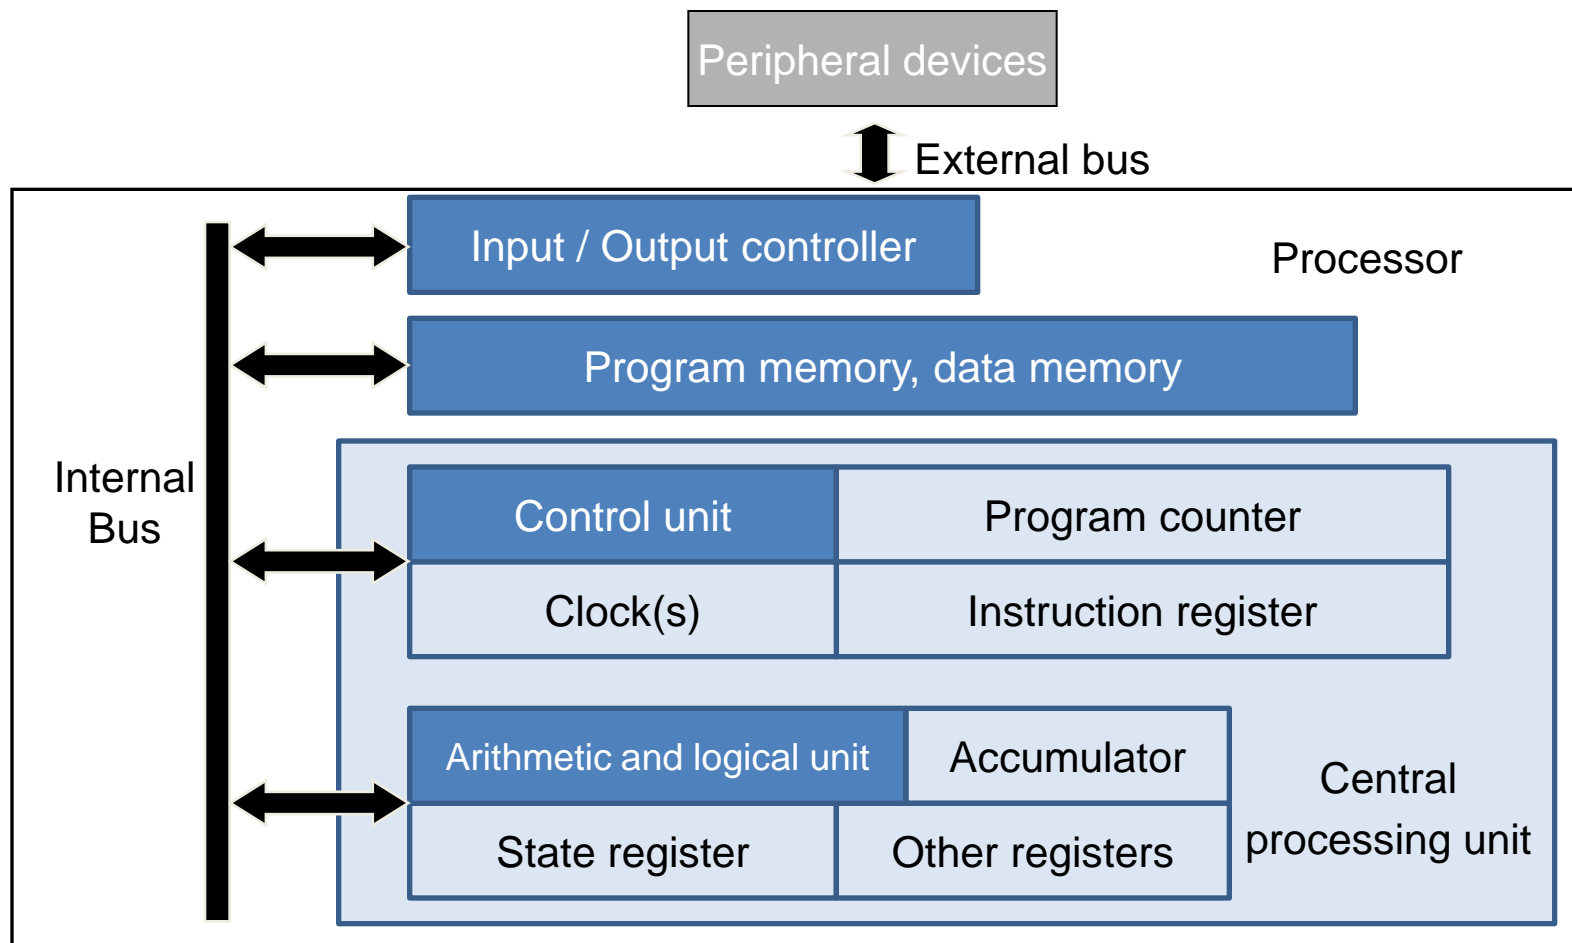 Peripheral devices
External bus
Input / Output controller
Processor
Program memory, data memory
Internal
Bus
Control unit
Program counter
Clock(s)
Instruction register
Arithmetic and logical unit
Accumulator
State register
Other registers
Central
processing unit